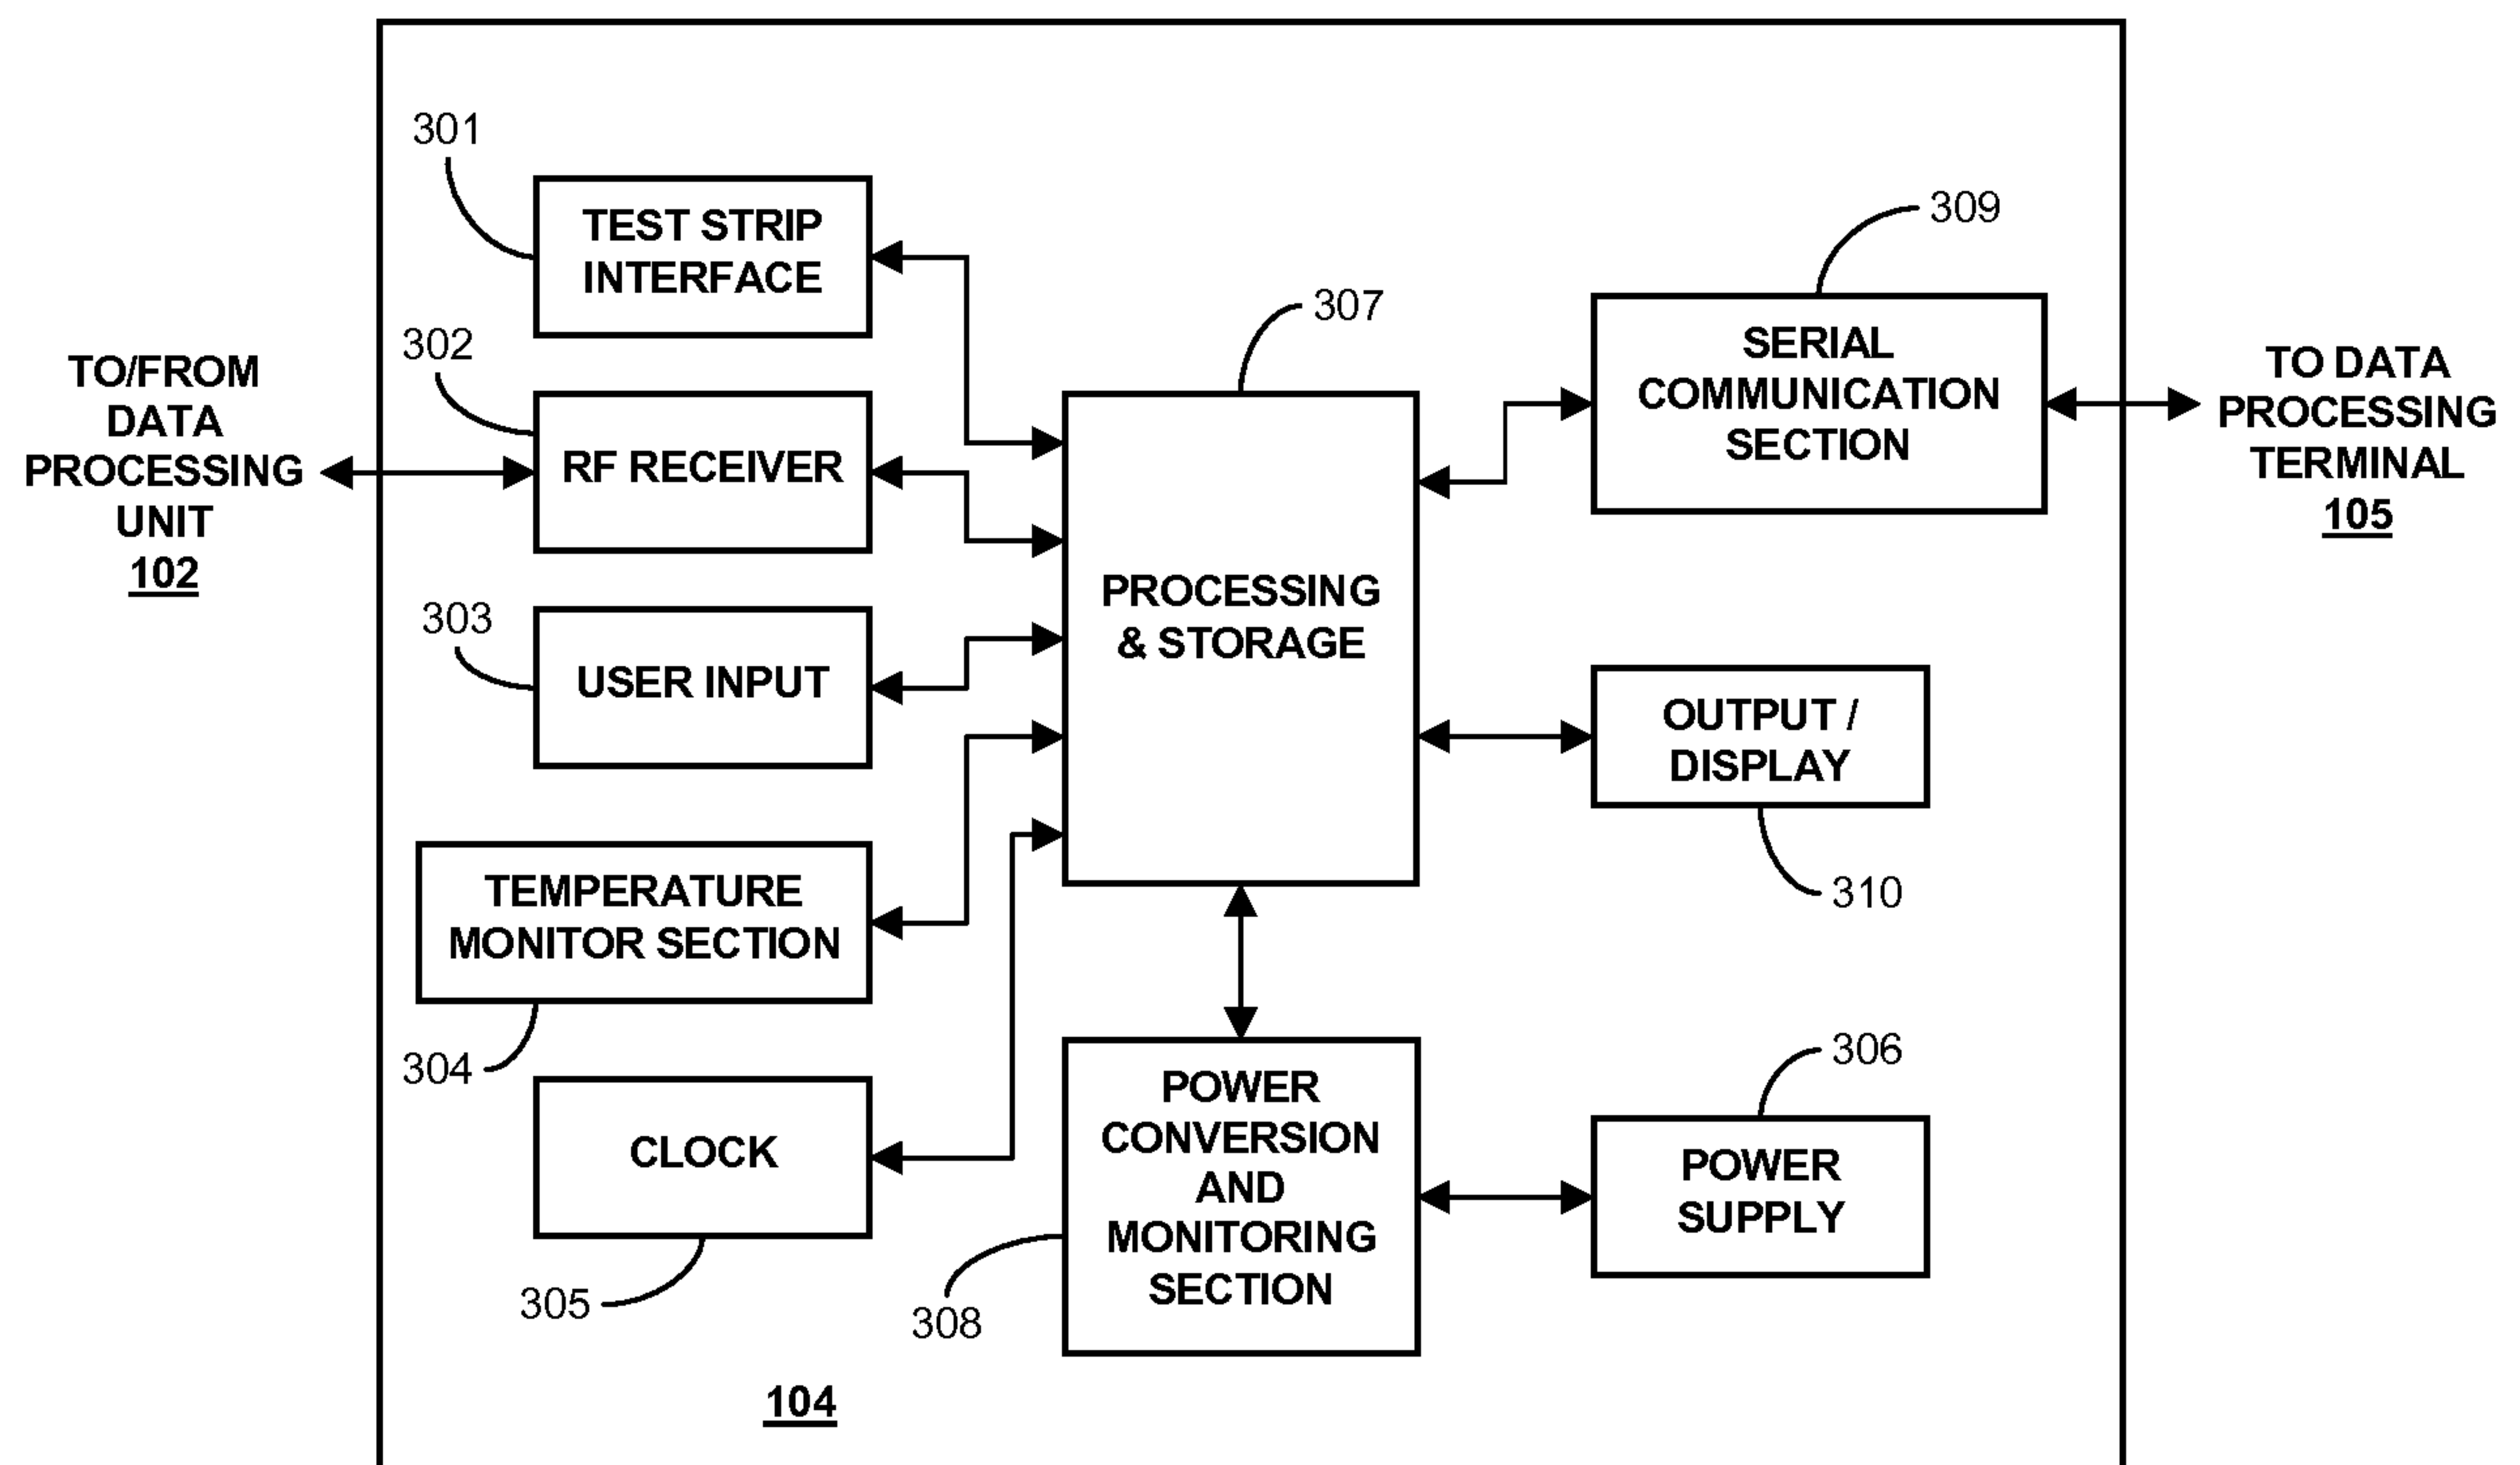 301
TEST STRIP
INTERFACE
309
307
SERIAL
COMMUNICATION
SECTION
302
TO/FROM
DATA
PROCESSING
UNIT
102
RF RECEIVER
TO DATA
PROCESSING
TERMINAL
105
303
USER INPUT
PROCESSING
& STORAGE
OUTPUT /
DISPLAY
310
TEMPERATURE
MONITOR SECTION
304
CLOCK
305
POWER
CONVERSION
AND
MONITORING
SECTION
308
306
POWER
SUPPLY
104